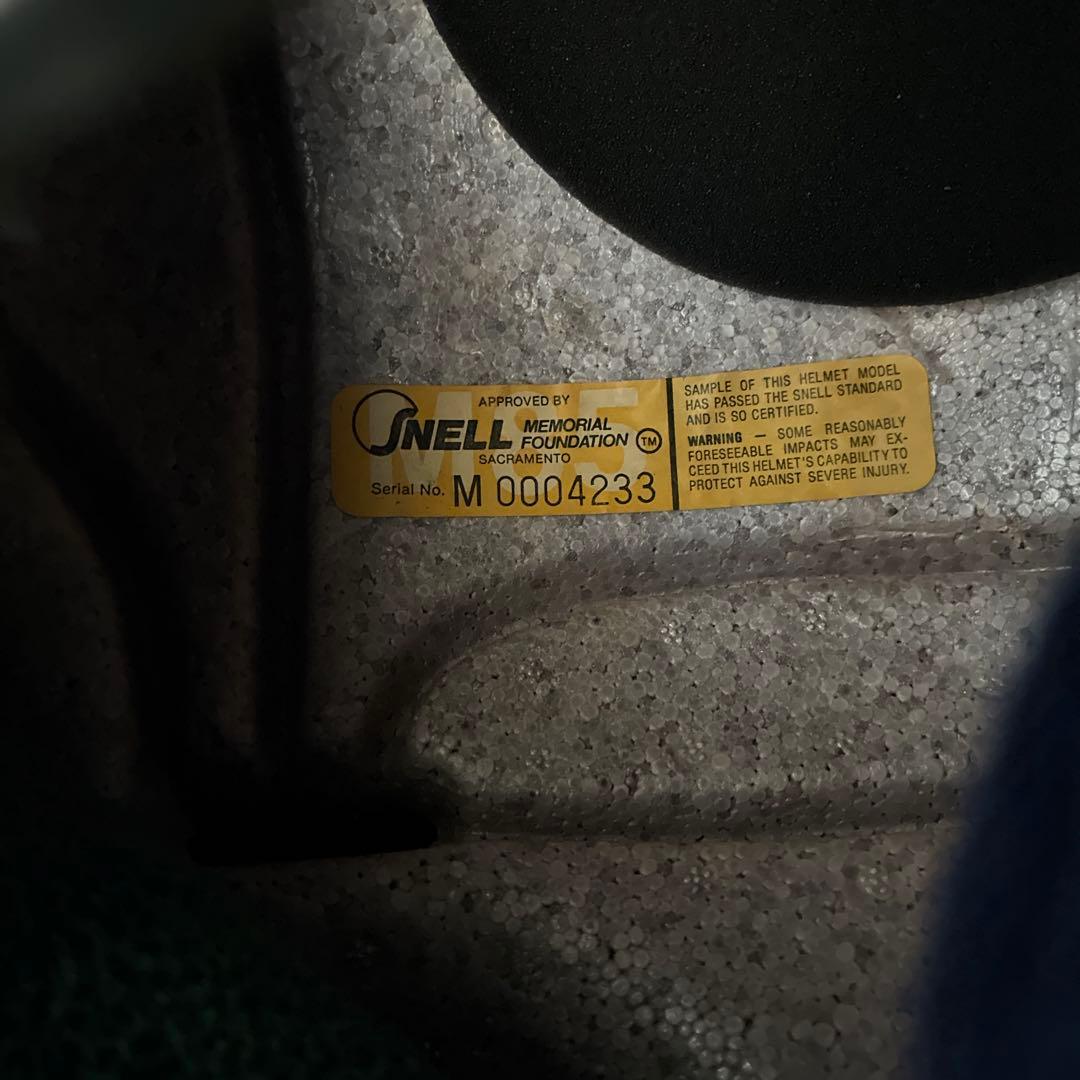 M85
APPROVED BY
SNELL MEMORIAL
FOUNDATION TM
SACRAMENTO
Serial No. M 0004233
SAMPLE OF THIS HELMET MODEL
HAS PASSED THE SNELL STANDARD
AND IS SO CERTIFIED.
WARNING — SOME REASONABLY
FORESEEABLE IMPACTS MAY EX-
CEED THIS HELMET'S CAPABILITY TO
PROTECT AGAINST SEVERE INJURY.